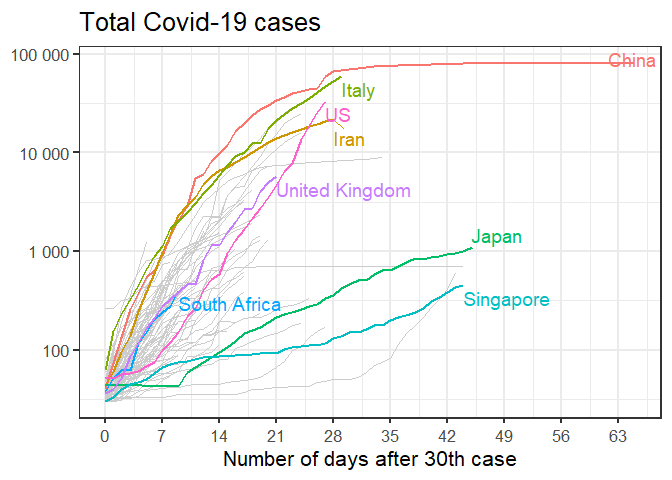 Total Covid-19 cases
100 000
10 000
1 000
100
China
Italy
US
Iran
United Kingdom
Japan
South Africa
Singapore
0 7 14 21 28 35 42 49 56 63
Number of days after 30th case